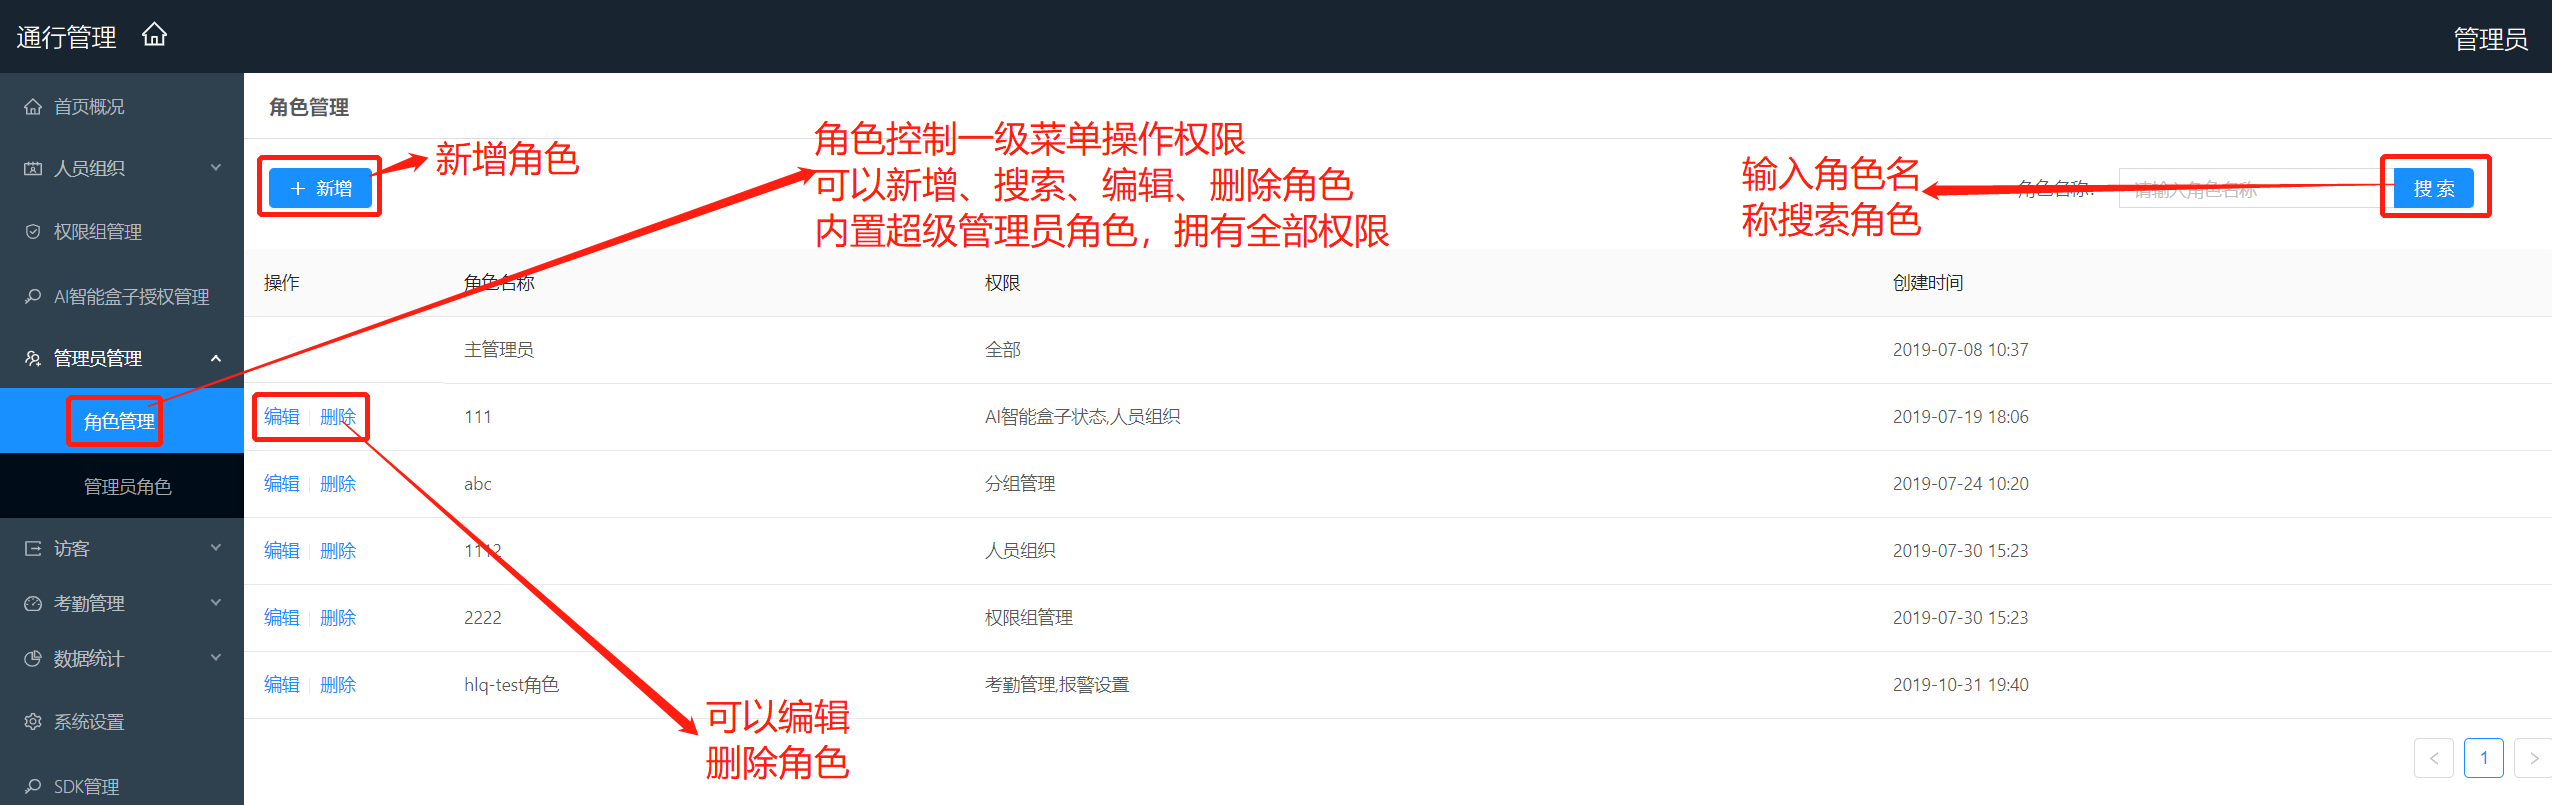 通行管理
管理员
首页概况
人员组织
权限组管理
AI智能盒子授权管理
管理员管理
角色管理
管理员角色
访客
考勤管理
数据统计
系统设置
SDK管理
角色管理
新增
新增角色
角色控制一级菜单操作权限
可以新增、搜索、编辑、删除角色
内置超级管理员角色，拥有全部权限
输入角色名
称搜索角色
角色名称:
请输入角色名称
搜 索
操作 角色名称 权限 创建时间
主管理员 全部 2019-07-08 10:37
编辑 删除 111 AI智能盒子状态,人员组织 2019-07-19 18:06
编辑 删除 abc 分组管理 2019-07-24 10:20
编辑 删除 1112 人员组织 2019-07-30 15:23
编辑 删除 2222 权限组管理 2019-07-30 15:23
编辑 删除 hlq-test角色 考勤管理,报警设置 2019-10-31 19:40
可以编辑
删除角色
< 1 >